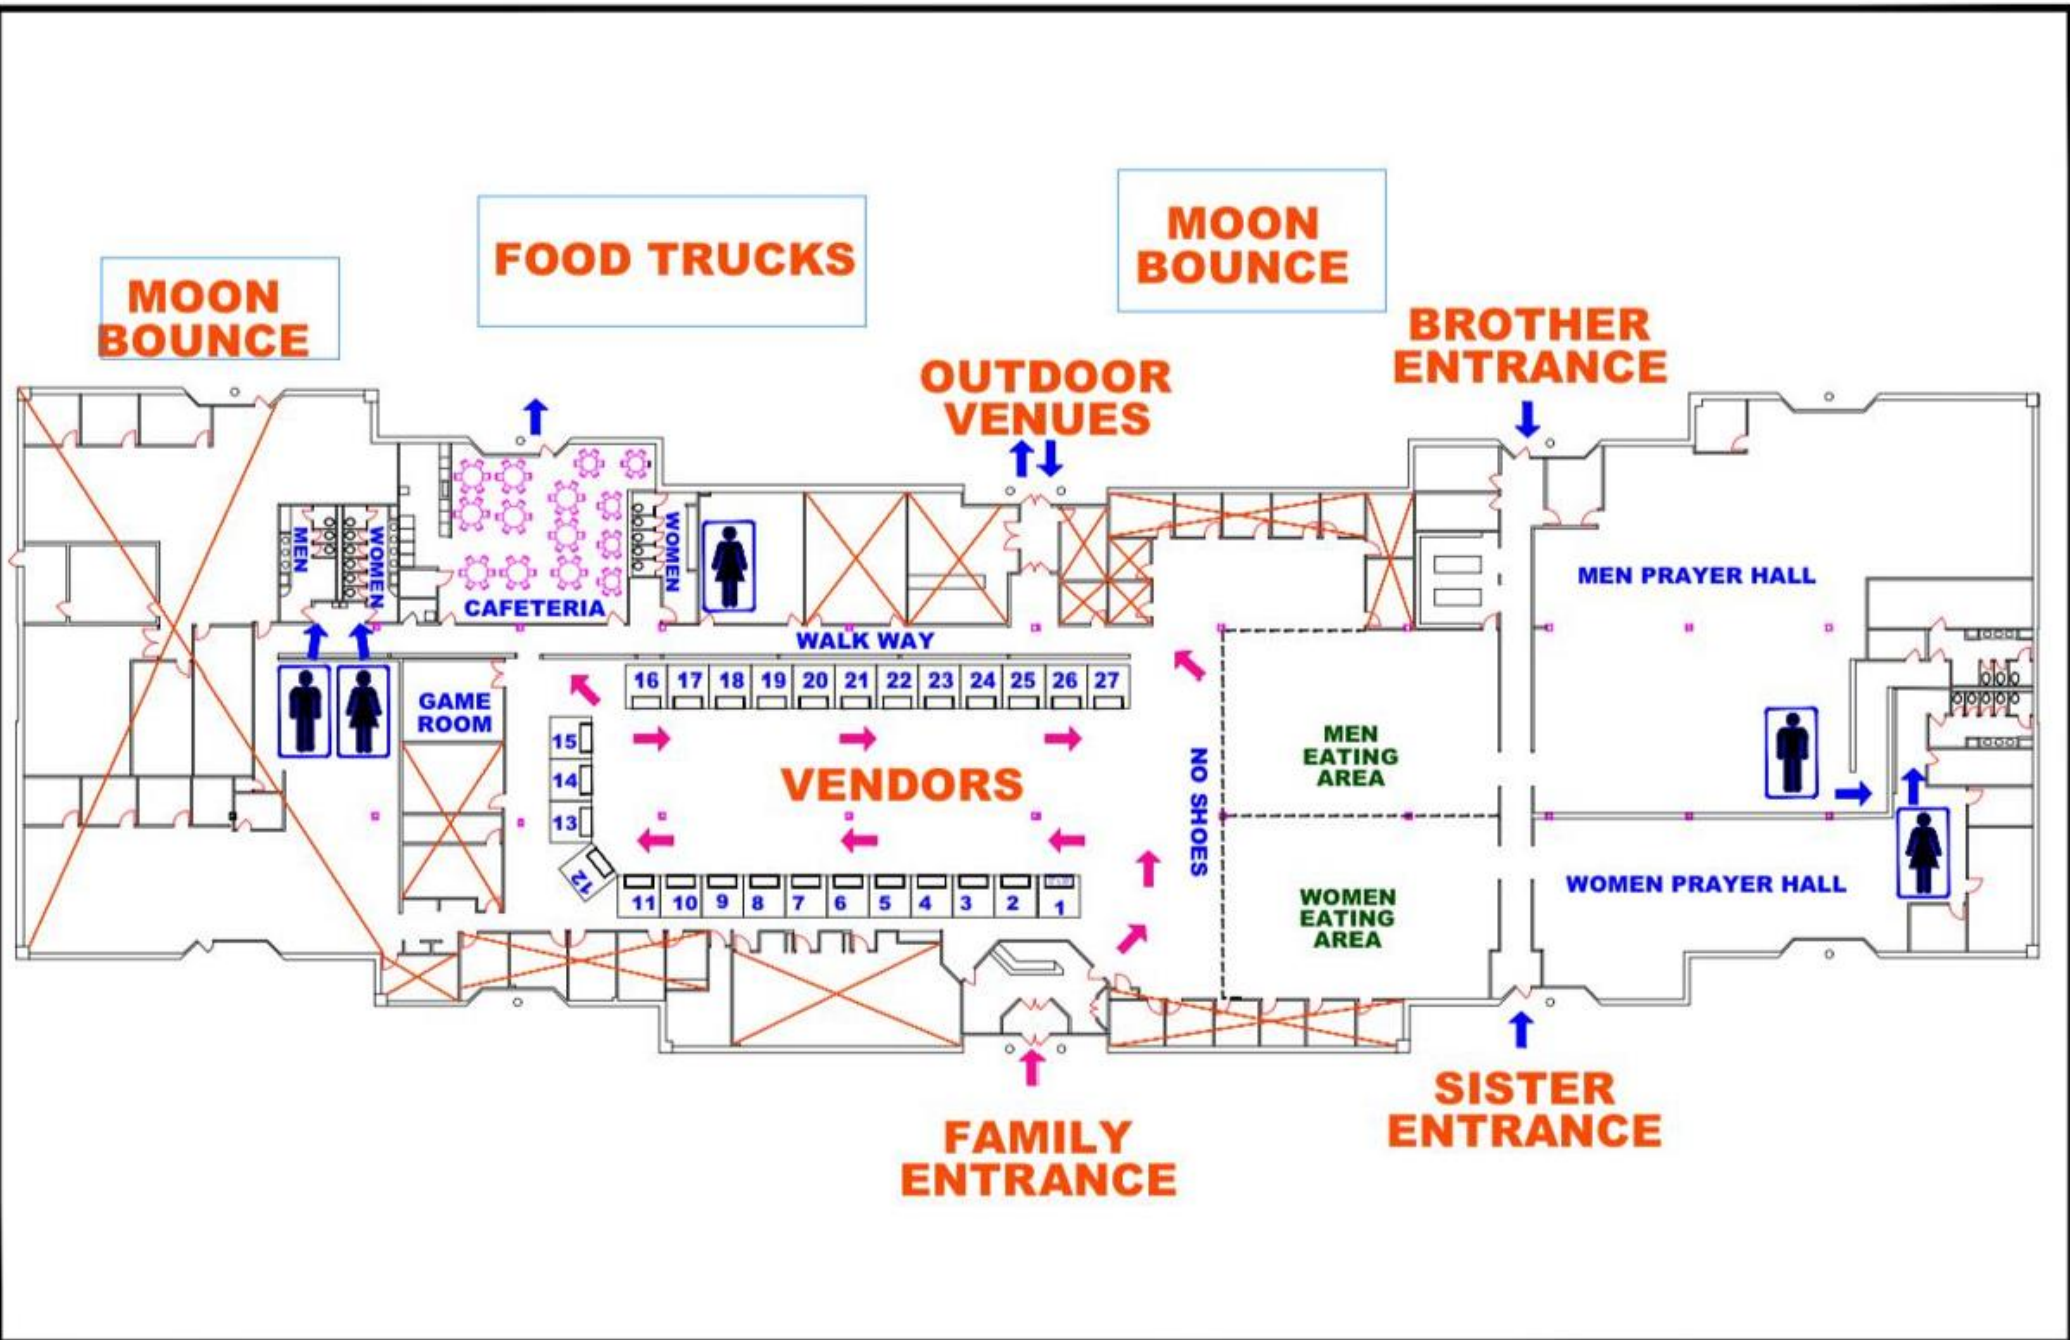 MOON
BOUNCE
FOOD TRUCKS
MOON
BOUNCE
BROTHER
ENTRANCE
OUTDOOR
VENUES
MEN
WOMEN
CAFETERIA
WOMEN
WALK WAY
MEN PRAYER HALL
GAME
ROOM
16 17 18 19 20 21 22 23 24 25 26 27
15
14
13
12
VENDORS
NO SHOES
MEN
EATING
AREA
11 10 9 8 7 6 5 4 3 2 1
WOMEN
EATING
AREA
WOMEN PRAYER HALL
FAMILY
ENTRANCE
SISTER
ENTRANCE